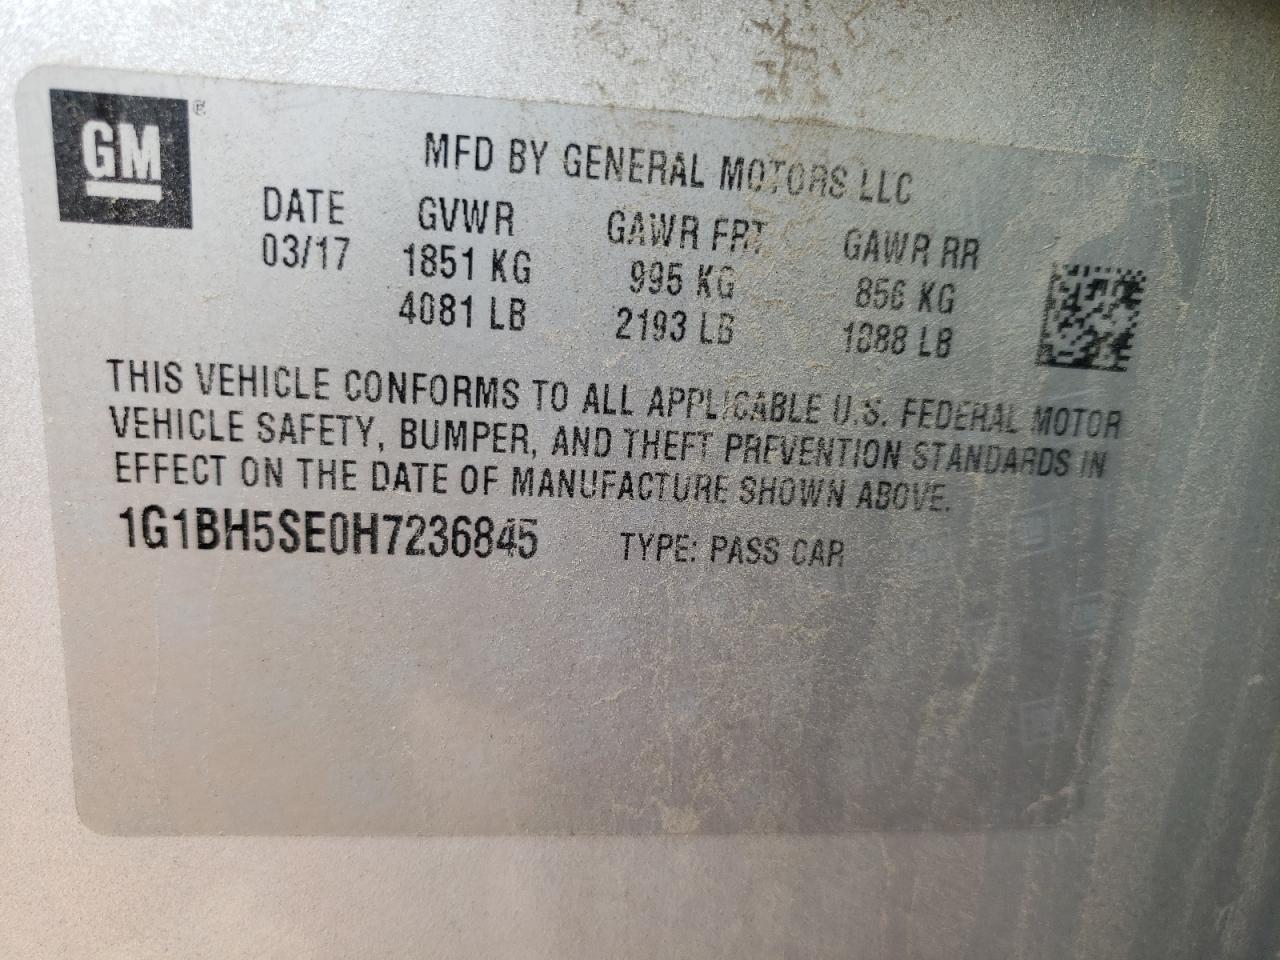 GM
MFD BY GENERAL MOTORS LLC
DATE GVWR GAWR FRT GAWR RR
03/17 1851 KG 995 KG 856 KG
4081 LB 2193 LB 1888 LB
THIS VEHICLE CONFORMS TO ALL APPLICABLE U.S. FEDERAL MOTOR
VEHICLE SAFETY, BUMPER, AND THEFT PREVENTION STANDARDS IN
EFFECT ON THE DATE OF MANUFACTURE SHOWN ABOVE.
1G1BH5SE0H7236845 TYPE: PASS CAR